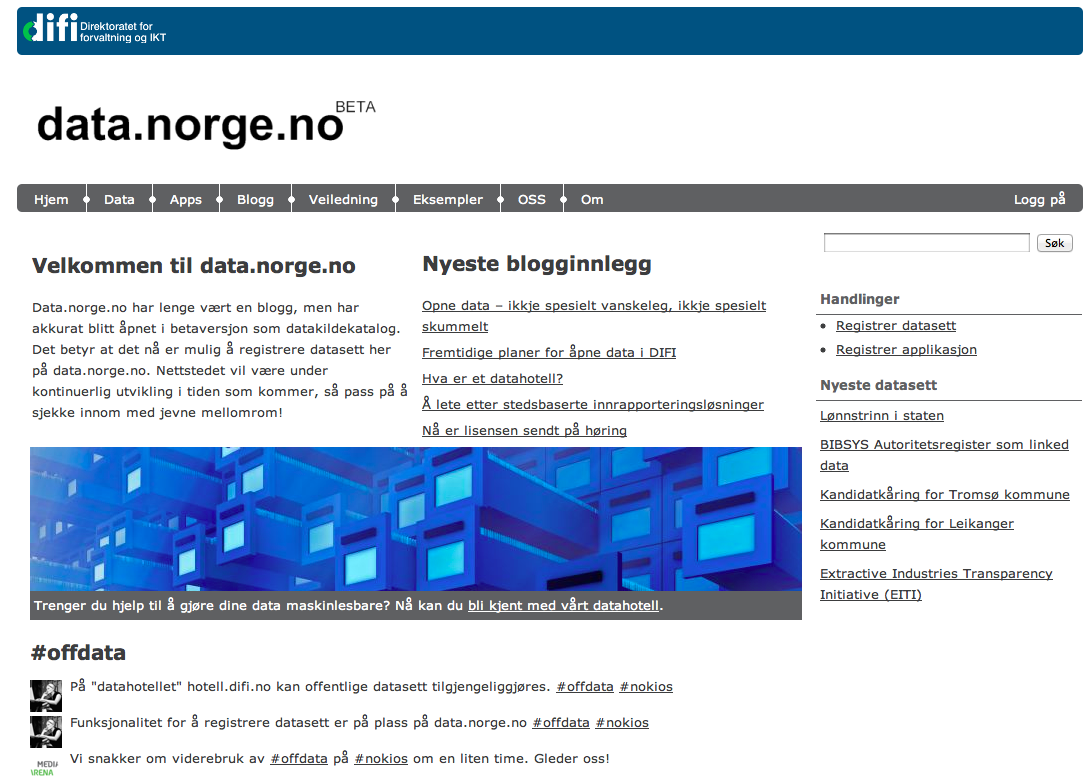 difi Direktoratet for
forvaltning og IKT
data.norge.no BETA
Hjem Data Apps Blogg Veiledning Eksempler OSS Om Logg på
Søk
Velkommen til data.norge.no
Data.norge.no har lenge vært en blogg, men har
akkurat blitt åpnet i betaversjon som datakildekatalog.
Det betyr at det nå er mulig å registrere datasett her
på data.norge.no. Nettstedet vil være under
kontinuerlig utvikling i tiden som kommer, så pass på å
sjekke innom med jevne mellomrom!
Nyeste blogginnlegg
Opne data – ikkje spesielt vanskeleg, ikkje spesielt
skummelt
Fremtidige planer for åpne data i DIFI
Hva er et datahotell?
Å lete etter stedsbaserte innrapporteringsløsninger
Nå er lisensen sendt på høring
Trenger du hjelp til å gjøre dine data maskinlesbare? Nå kan du bli kjent med vårt datahotell.
#offdata
På "datahotellet" hotell.difi.no kan offentlige datasett tilgjengeliggjøres. #offdata #nokios
Funksjonalitet for å registrere datasett er på plass på data.norge.no #offdata #nokios
MEDIA
ARENA
Vi snakker om viderebruk av #offdata på #nokios om en liten time. Gleder oss!
Handlinger
Registrer datasett
Registrer applikasjon
Nyeste datasett
Lønnstrinn i staten
BIBSYS Autoritetsregister som linked
data
Kandidatkåring for Tromsø kommune
Kandidatkåring for Leikanger
kommune
Extractive Industries Transparency
Initiative (EITI)